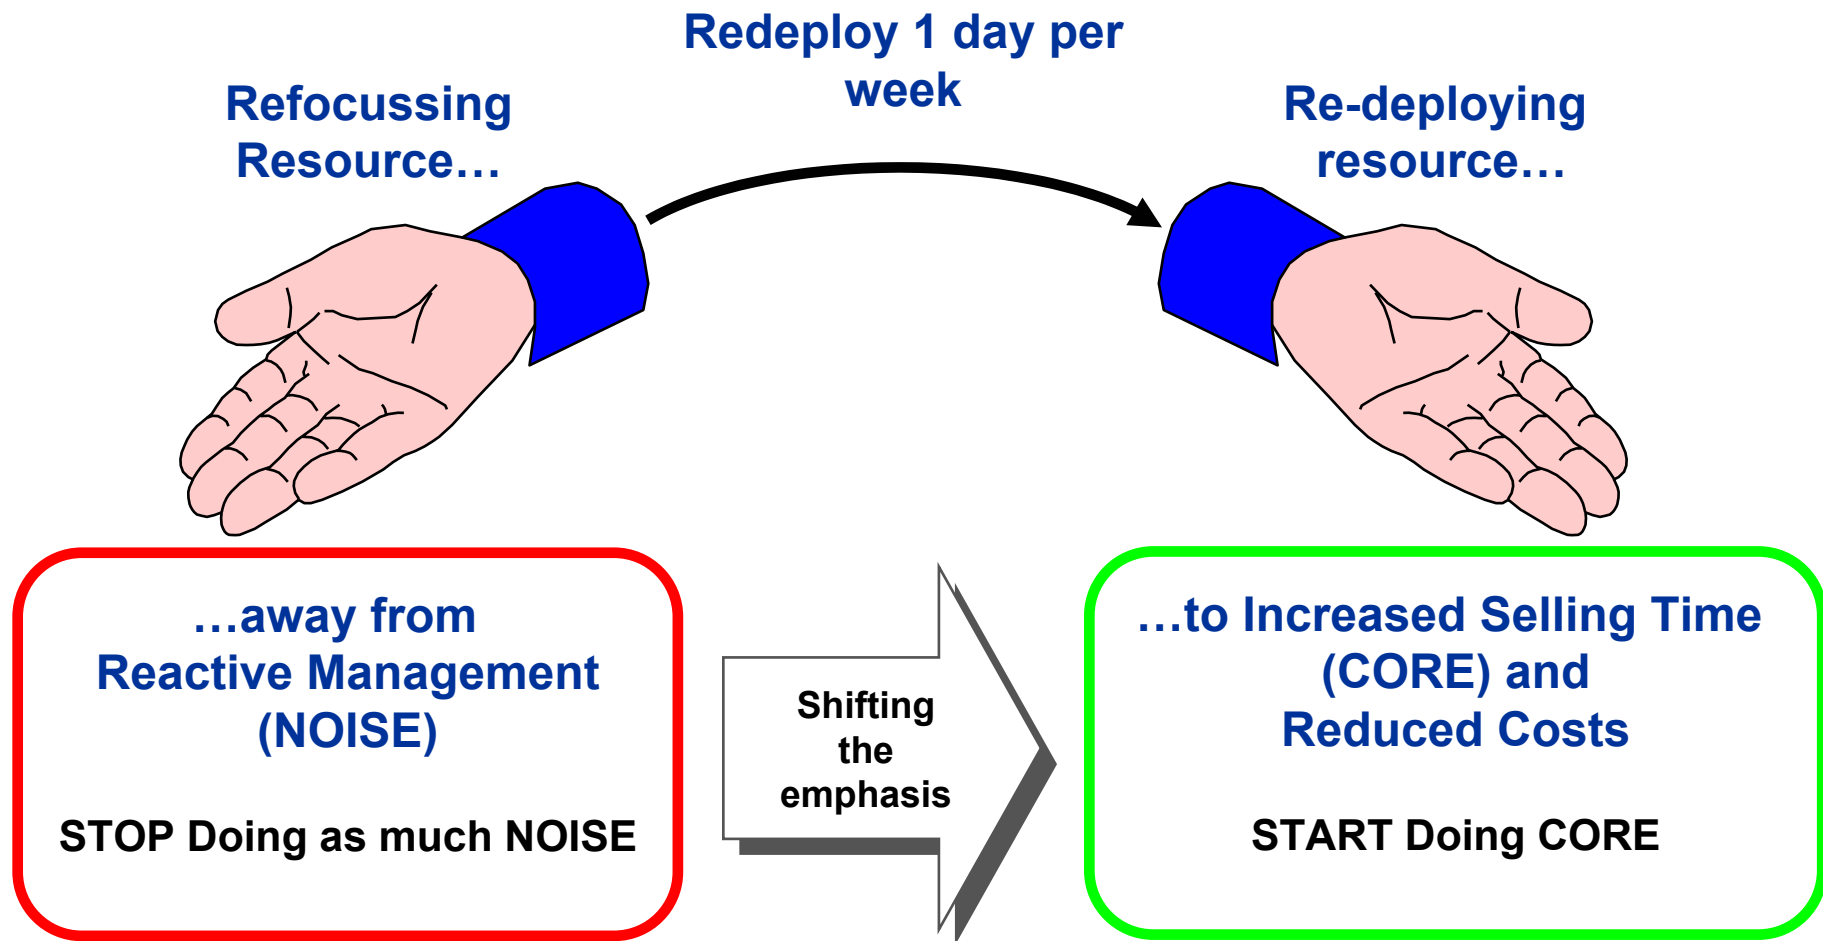 Redeploy 1 day per
week
Refocussing
Resource…
Re-deploying
resource…
…away from
Reactive Management
(NOISE)
STOP Doing as much NOISE
Shifting
the
emphasis
…to Increased Selling Time
(CORE) and
Reduced Costs
START Doing CORE